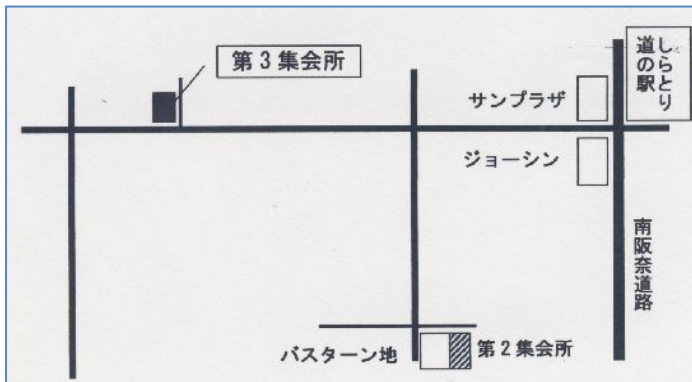 第3集会所
しらとり
道の駅
サンプラザ
ジョーシン
南阪奈道路
バスターン地
第2集会所